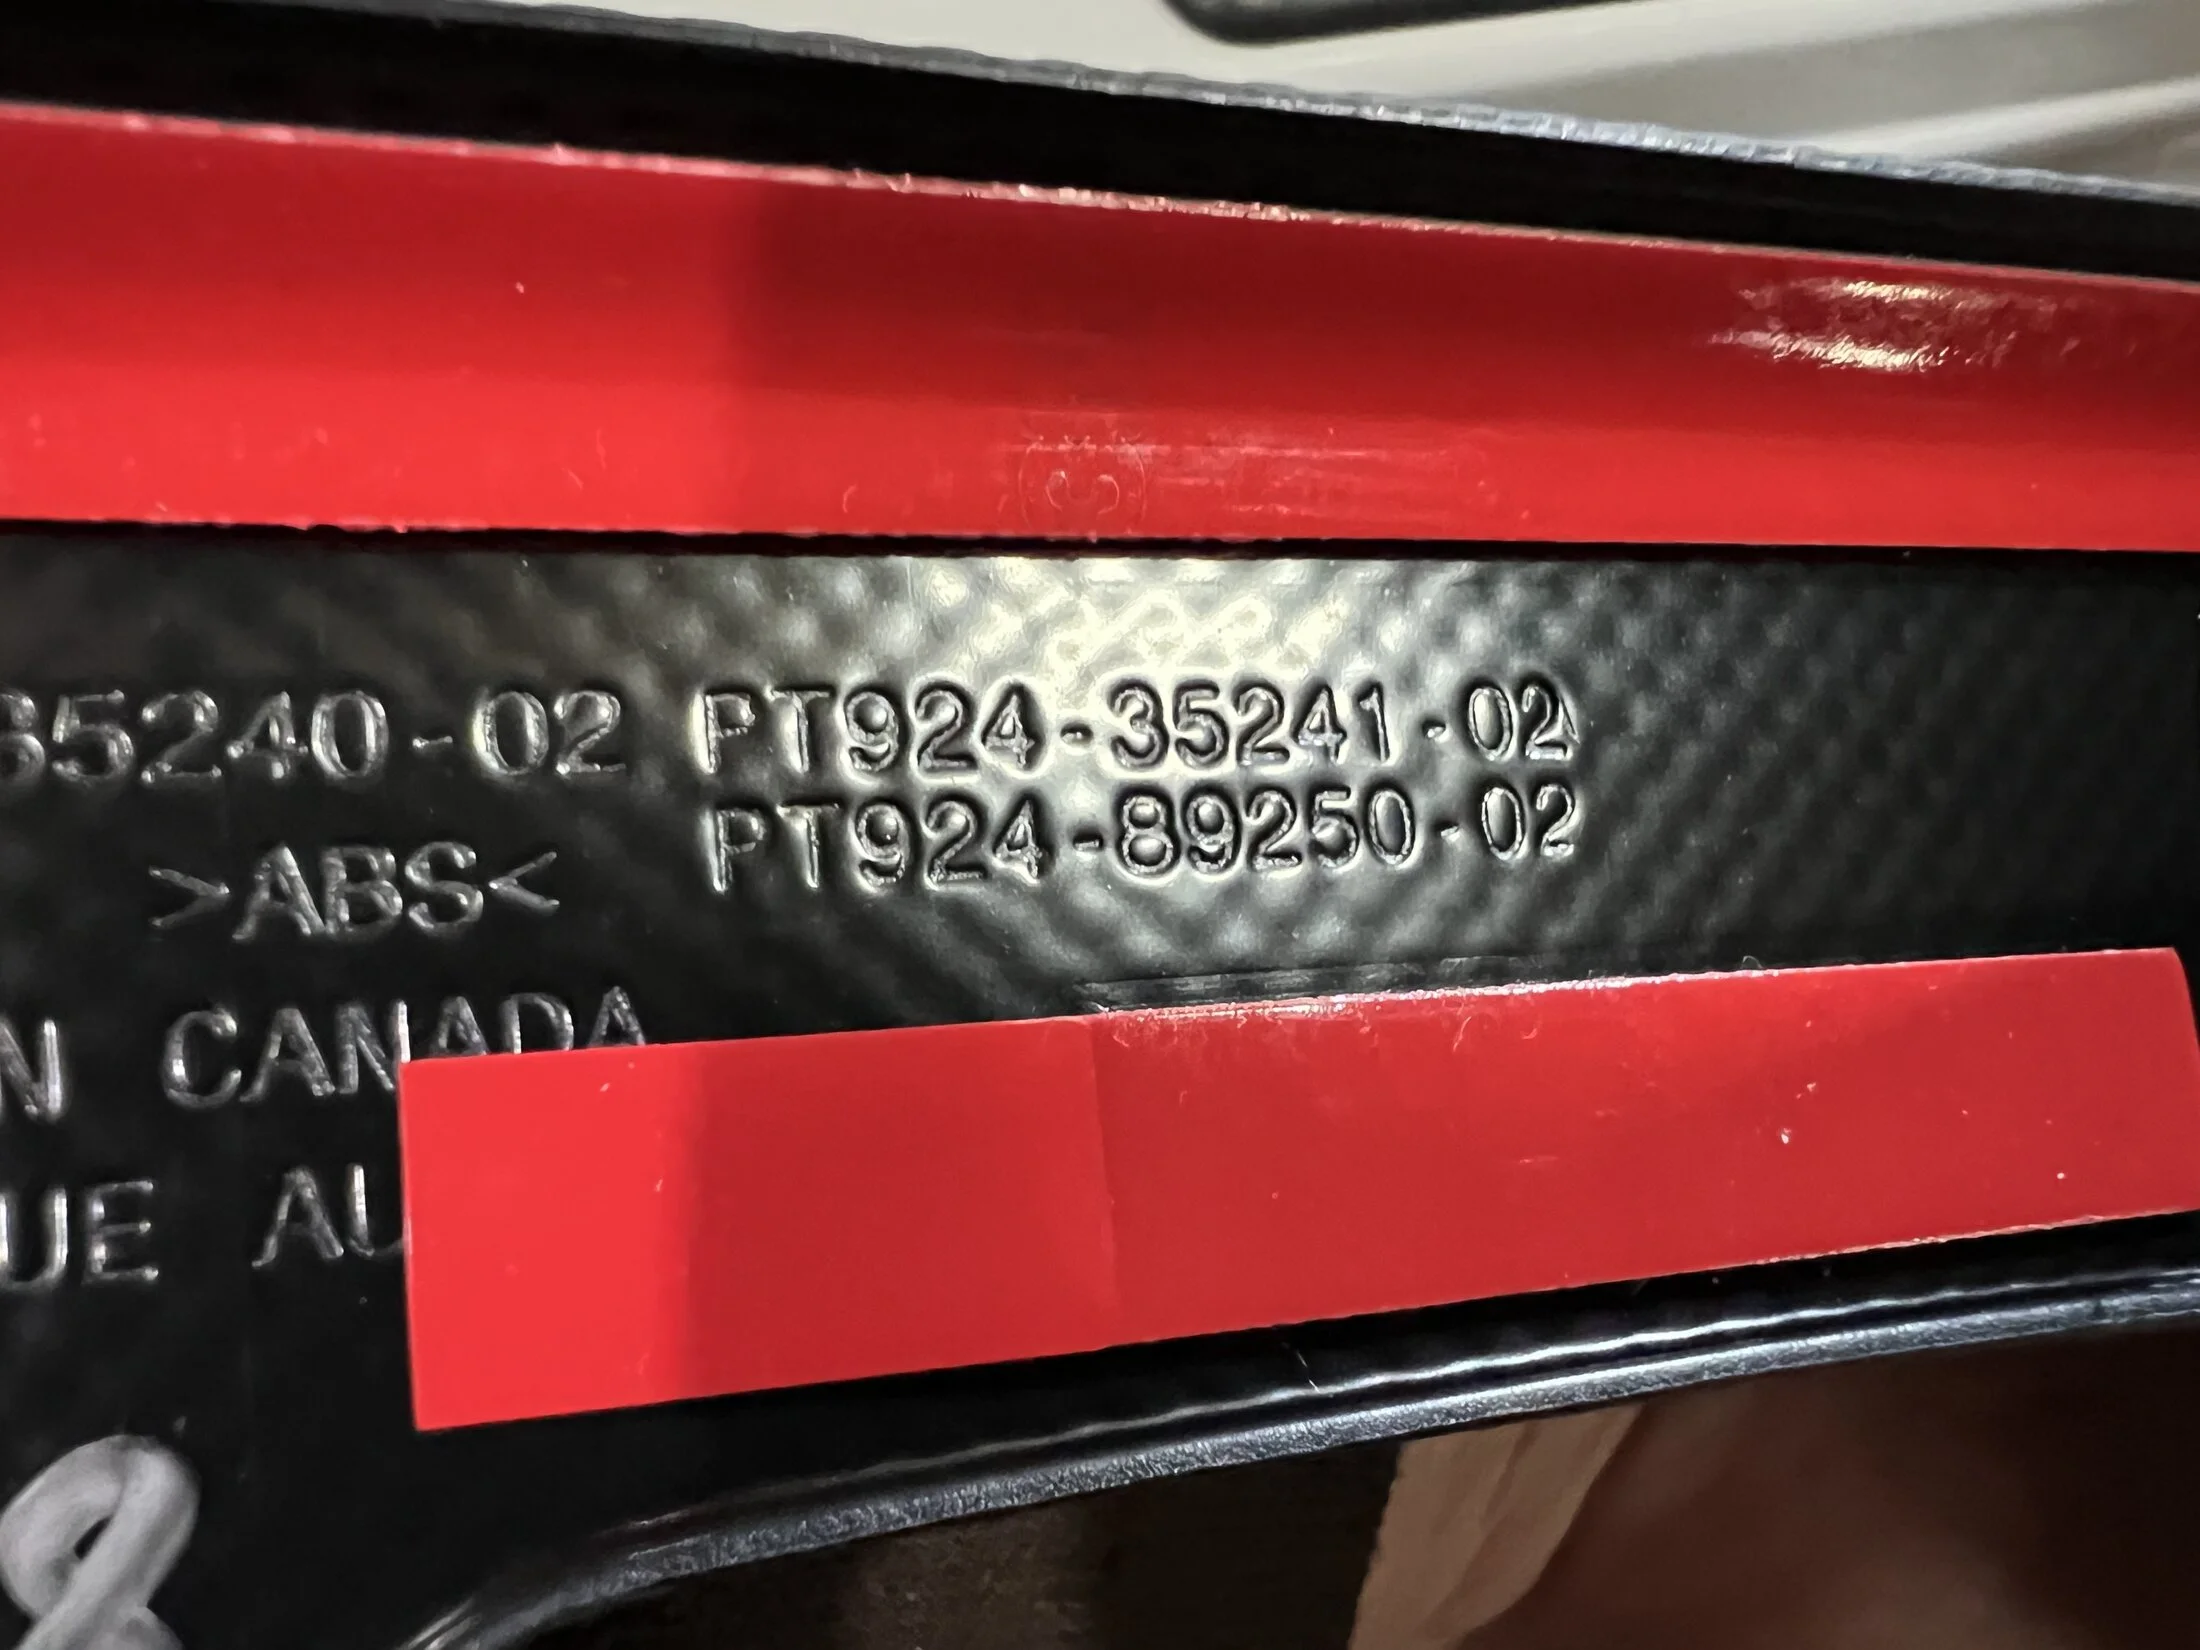 35240-02 PT924-35241-02
PT924-89250-02
>ABS<
N CANADA
UE AU